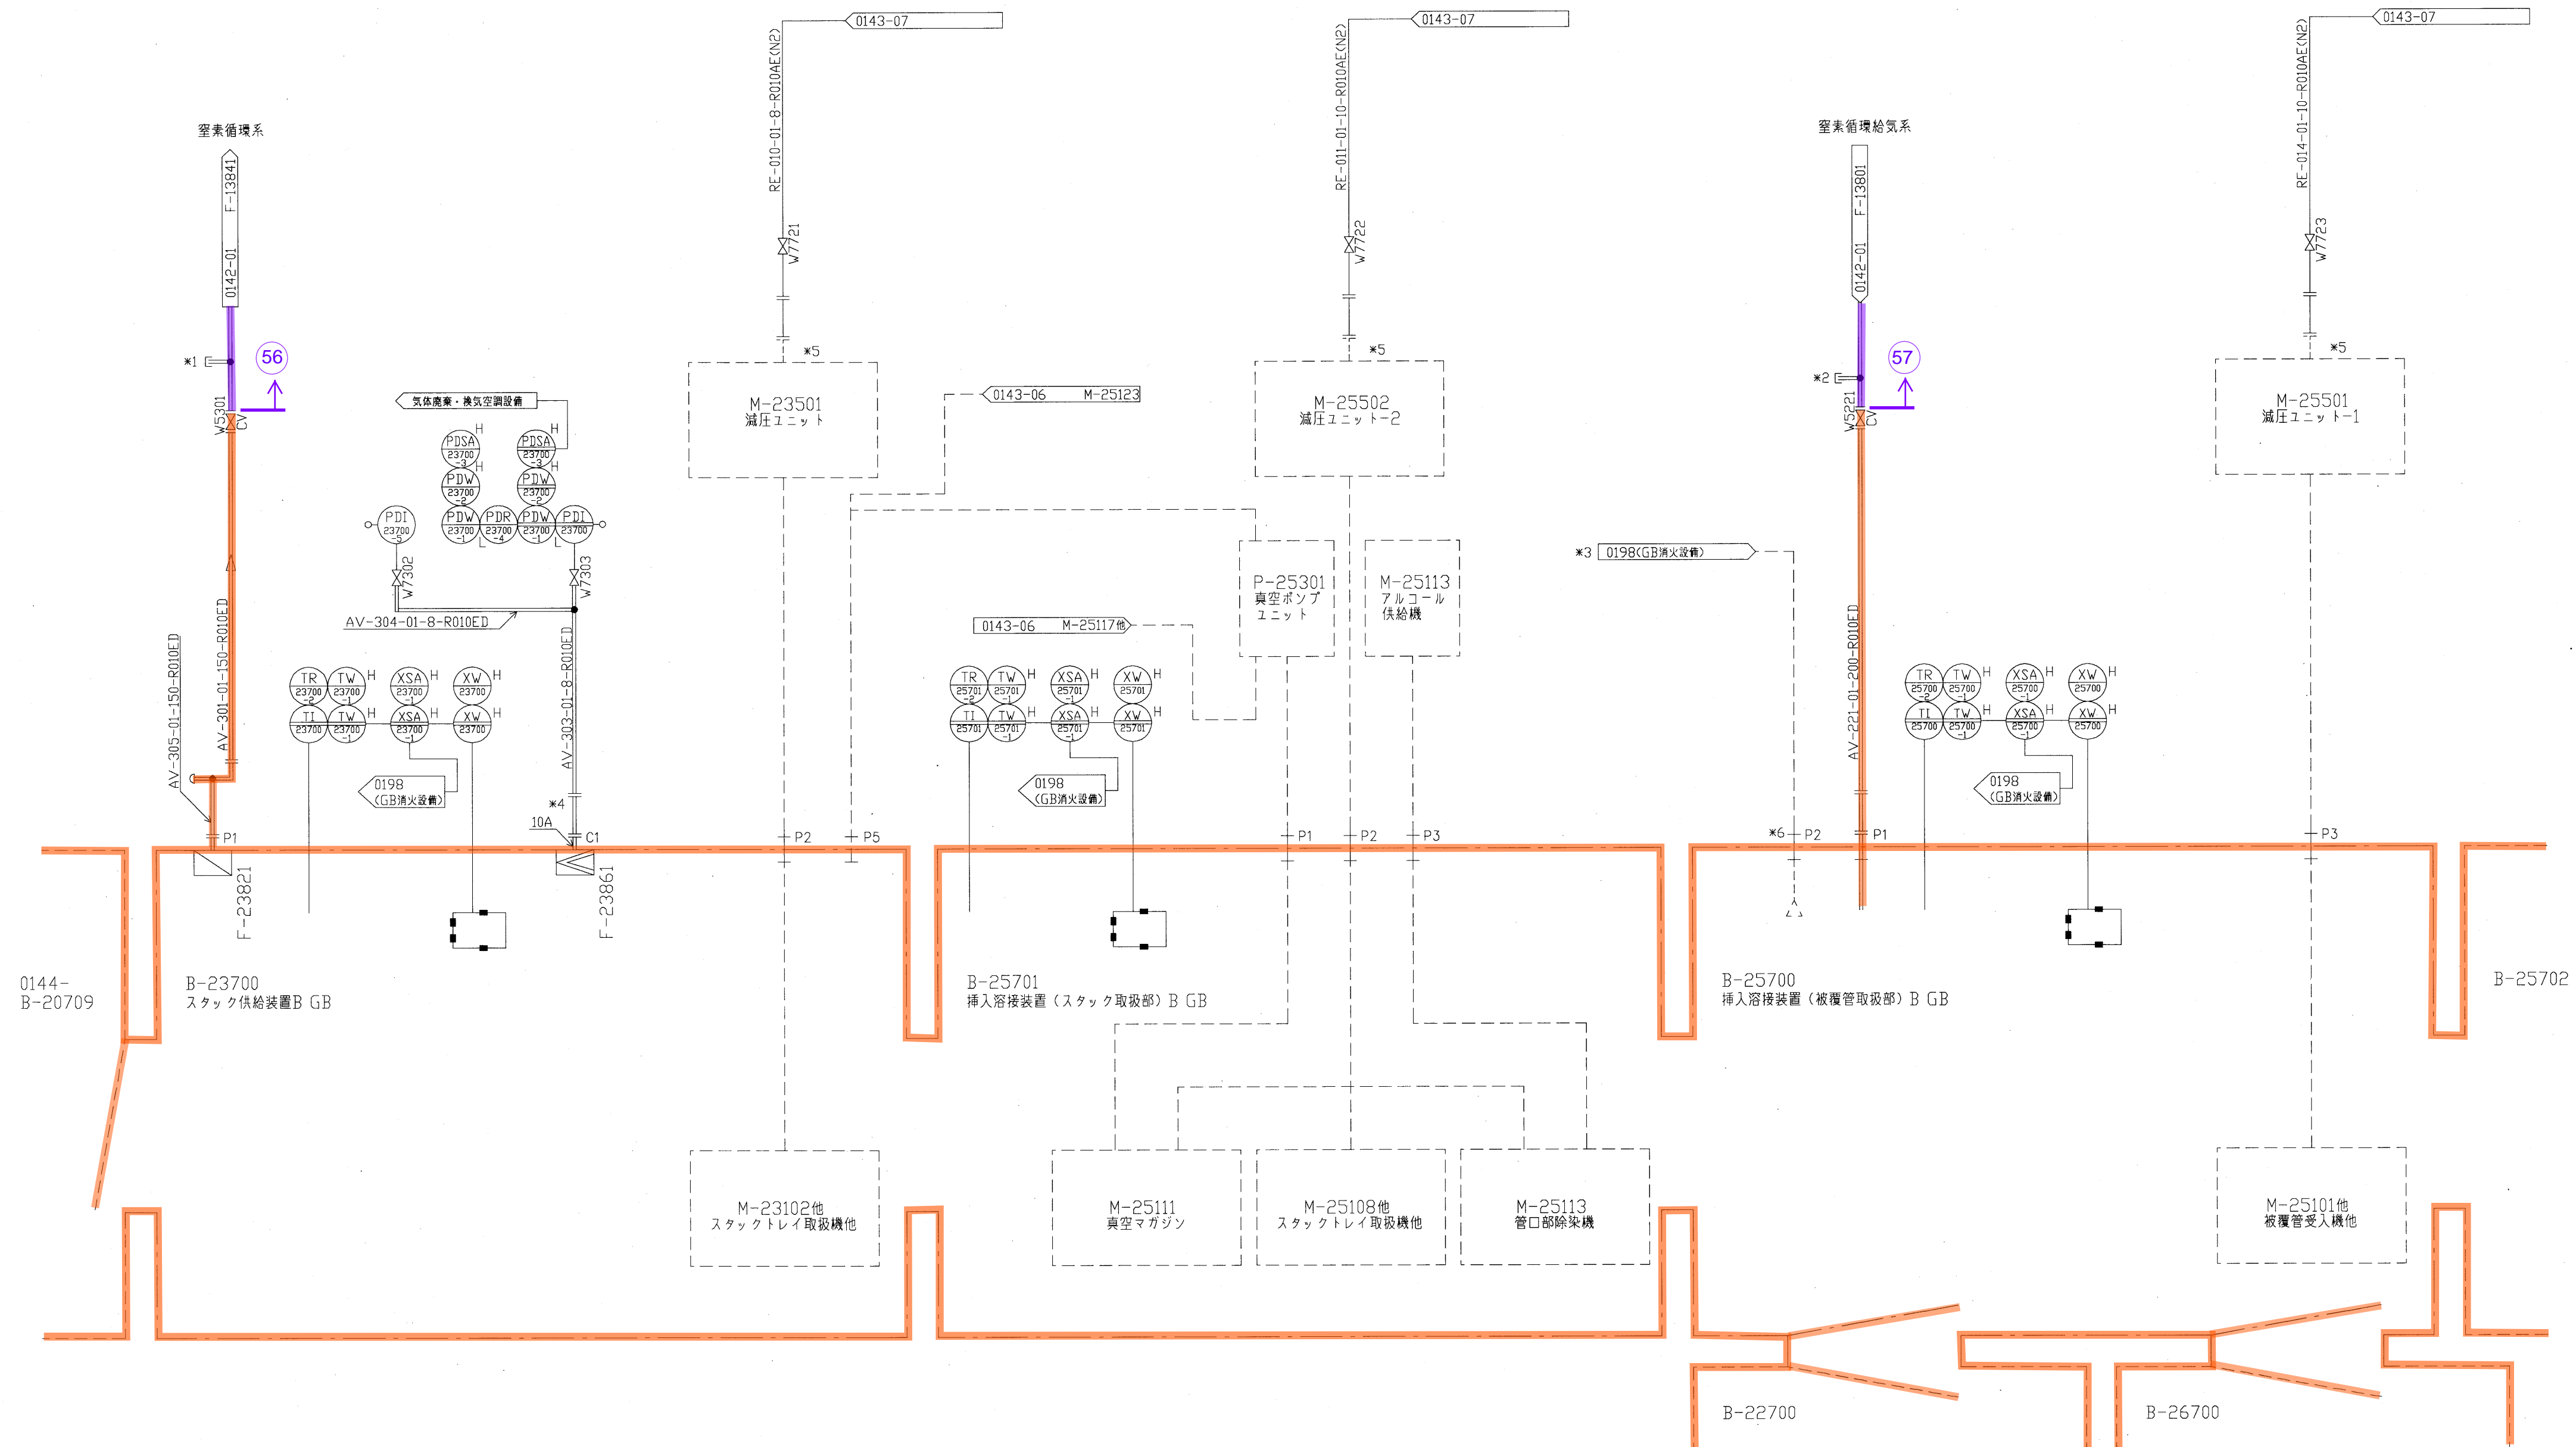 0143-07
0143-07
0143-07
RE-010-01-8-R010AE(N2)
RE-011-01-10-R010AE(N2)
RE-014-01-10-R010AE(N2)
窒素循環系
窒素循環給気系
0142-01 F-13841
0142-01 F-13801
W7721
W7722
W7723
*1
56
*2
57
W5301
CV
W5221
CV
*5
*5
*5
M-23501
減圧ユニット
M-25502
減圧ユニット-2
M-25501
減圧ユニット-1
気体廃棄・換気空調設備
0143-06 M-25123
PDSA
23700
-3
H
PDSA
23700
-3
H
PDW
23700
-2
H
PDW
23700
-2
H
PDI
23700
-5
PDW
23700
-1
L
PDR
23700
-4
PDW
23700
-1
L
PDI
23700
W7302
W7303
AV-304-01-8-R010ED
AV-303-01-8-R010ED
AV-305-01-150-R010ED
AV-301-01-150-R010ED
AV-221-01-200-R010ED
*3
0198(GB消火設備)
P-25301
真空ポンプ
ユニット
M-25113
アルコール
供給機
0143-06 M-25117他
TR
23700
-2
TW
23700
-1
H
XSA
23700
-1
H
XW
23700
H
TI
23700
TW
23700
-1
H
XSA
23700
-1
H
XW
23700
H
0198
(GB消火設備)
TR
25701
-2
TW
25701
-1
H
XSA
25701
-1
H
XW
25701
H
TI
25701
TW
25701
-1
H
XSA
25701
-1
H
XW
25701
H
0198
(GB消火設備)
TR
25700
-2
TW
25700
-1
H
XSA
25700
-1
H
XW
25700
H
TI
25700
TW
25700
-1
H
XSA
25700
-1
H
XW
25700
H
0198
(GB消火設備)
*4
10A
P1
C1
P2
P5
P1
P2
P3
*6
P2
P1
P3
F-23821
F-23861
0144-
B-20709
B-23700
スタック供給装置B GB
B-25701
挿入溶接装置(スタック取扱部)B GB
B-25700
挿入溶接装置(被覆管取扱部)B GB
B-25702
M-23102他
スタックトレイ取扱機他
M-25111
真空マガジン
M-25108他
スタックトレイ取扱機他
M-25113
管口部除染機
M-25101他
被覆管受入機他
B-22700
B-26700